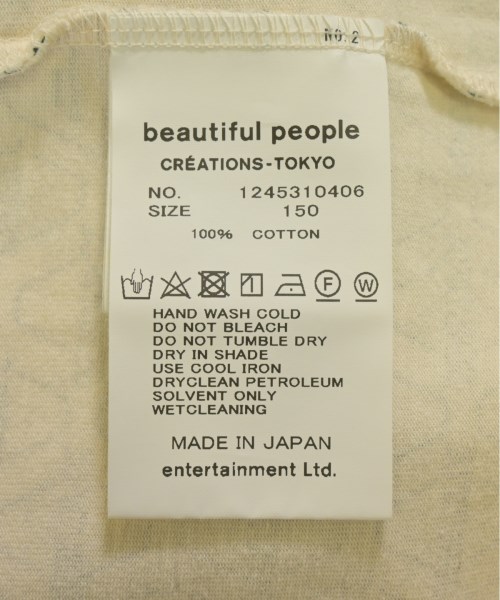 NO. 2
beautiful people
CRÉATIONS-TOKYO
NO. 1245310406
SIZE 150
100% COTTON
F W
HAND WASH COLD
DO NOT BLEACH
DO NOT TUMBLE DRY
DRY IN SHADE
USE COOL IRON
DRYCLEAN PETROLEUM
SOLVENT ONLY
WETCLEANING
MADE IN JAPAN
entertainment Ltd.